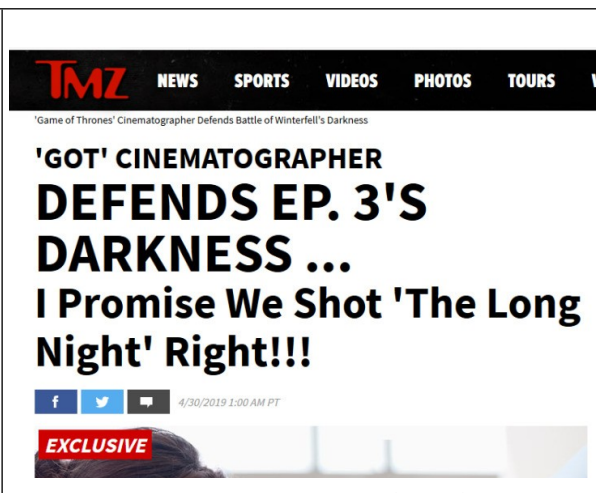 TMZ NEWS SPORTS VIDEOS PHOTOS TOURS
'Game of Thrones' Cinematographer Defends Battle of Winterfell's Darkness
'GOT' CINEMATOGRAPHER
DEFENDS EP. 3'S
DARKNESS ...
I Promise We Shot 'The Long
Night' Right!!!
f 4/30/2019 1:00 AM PT
EXCLUSIVE